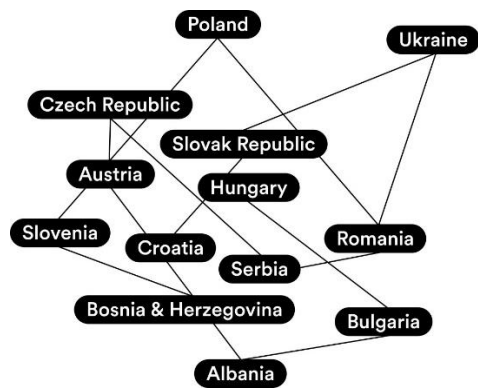 Poland
Ukraine
Czech Republic
Slovak Republic
Austria
Hungary
Slovenia
Croatia
Romania
Serbia
Bosnia & Herzegovina
Bulgaria
Albania